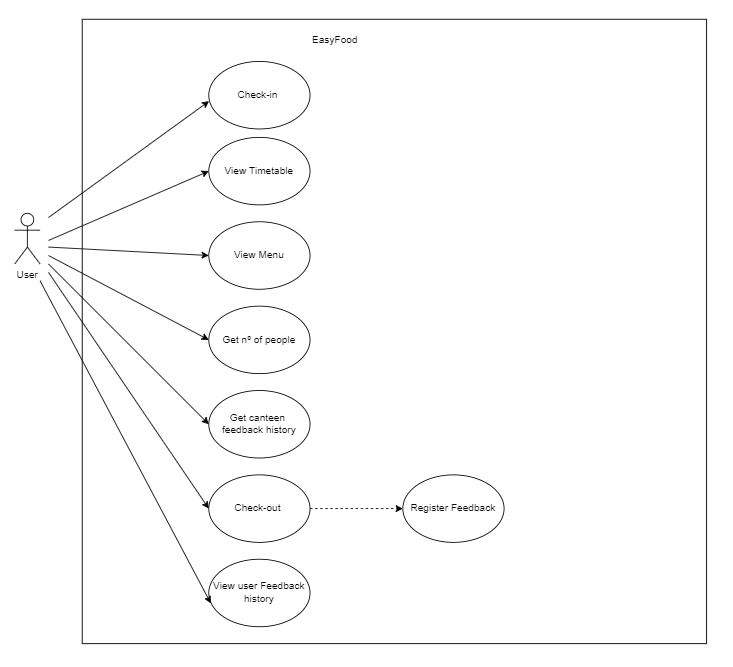 EasyFood
Check-in
View Timetable
View Menu
User
Get nº of people
Get canteen
feedback history
Check-out
Register Feedback
View user Feedback
history